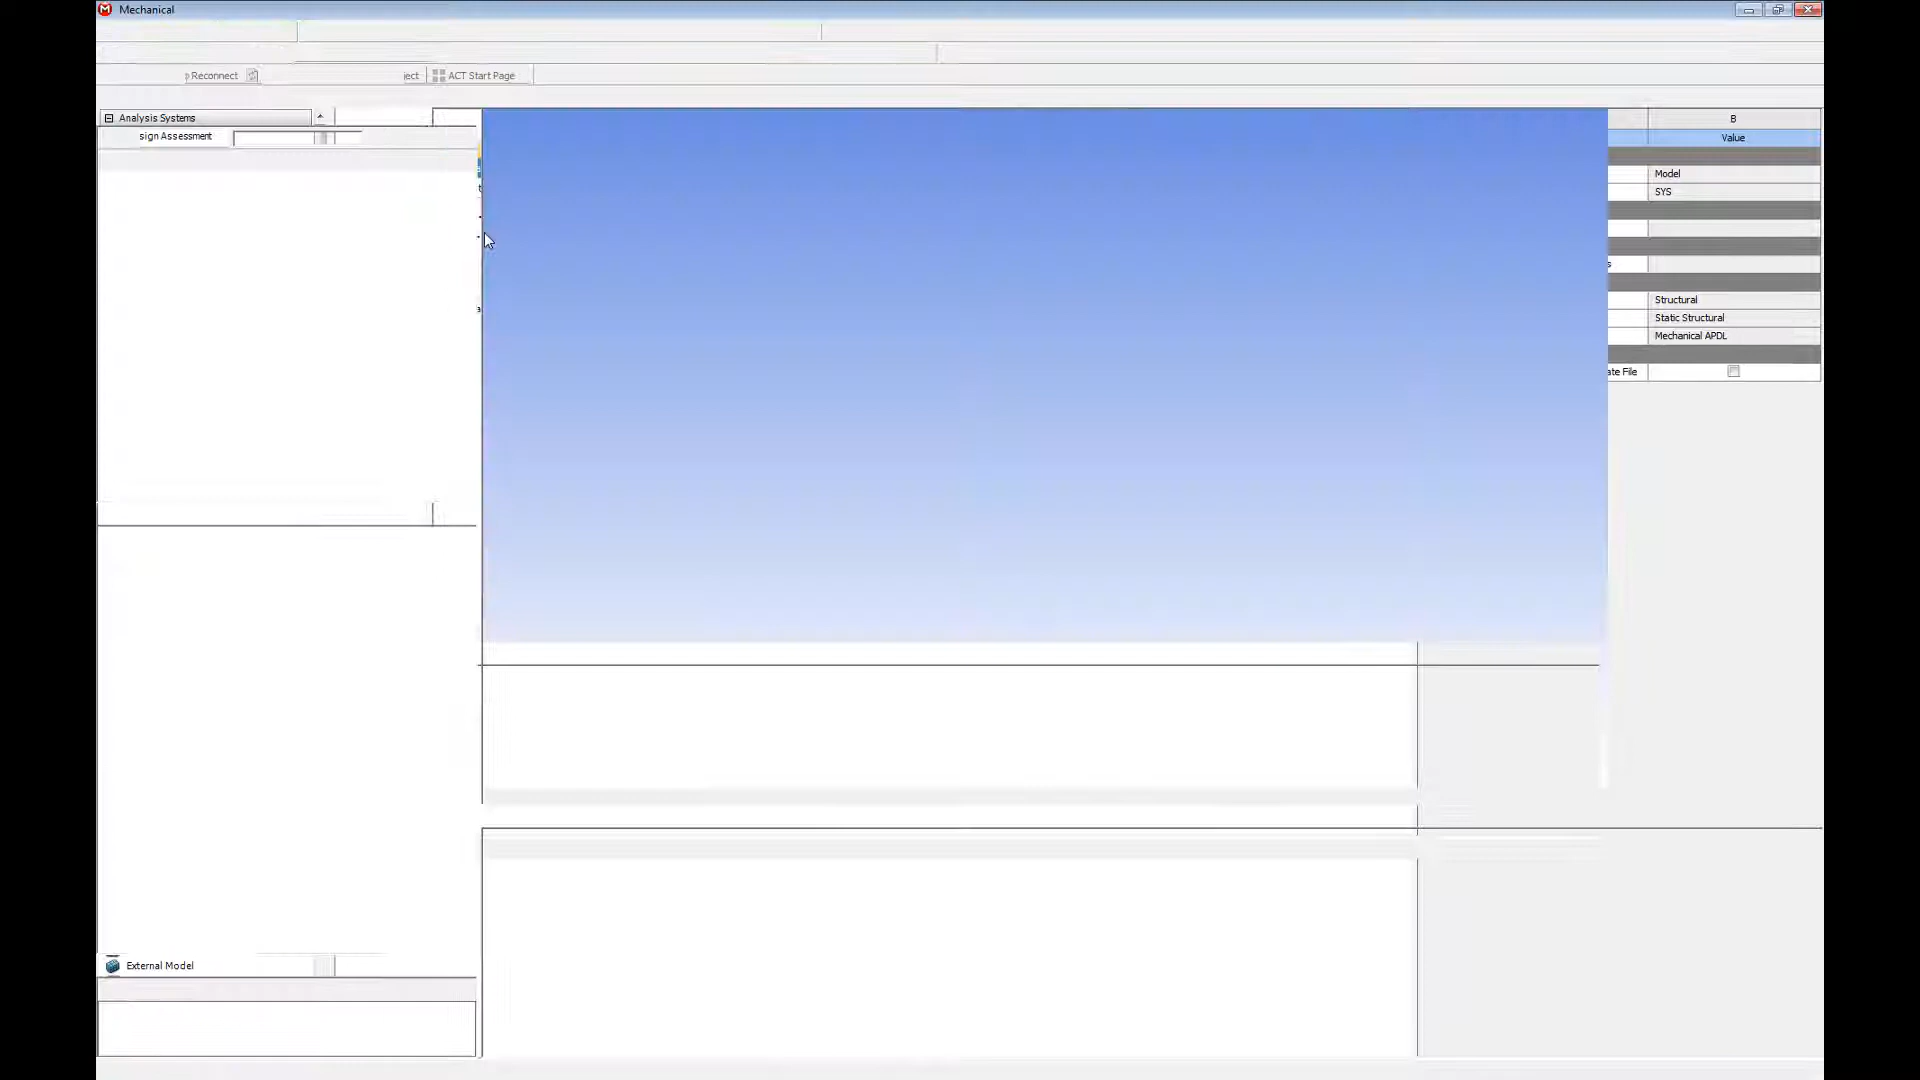 Mechanical
Reconnect
ject
ACT Start Page
Analysis Systems
sign Assessment
B
Value
Model
SYS
s
Structural
Static Structural
Mechanical APDL
ate File
External Model